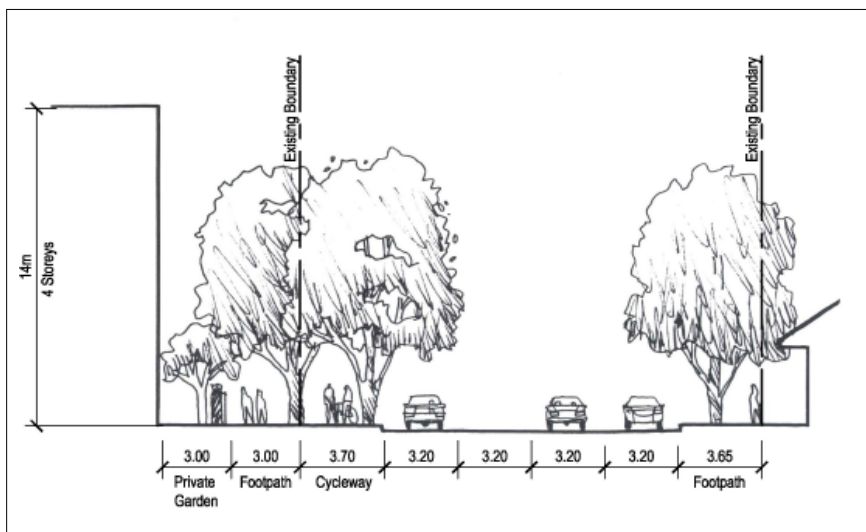 Existing Boundary
Existing Boundary
14m
4 Storeys
3.00
3.00
3.70
3.20
3.20
3.20
3.20
3.65
Private
Garden
Footpath
Cycleway
Footpath